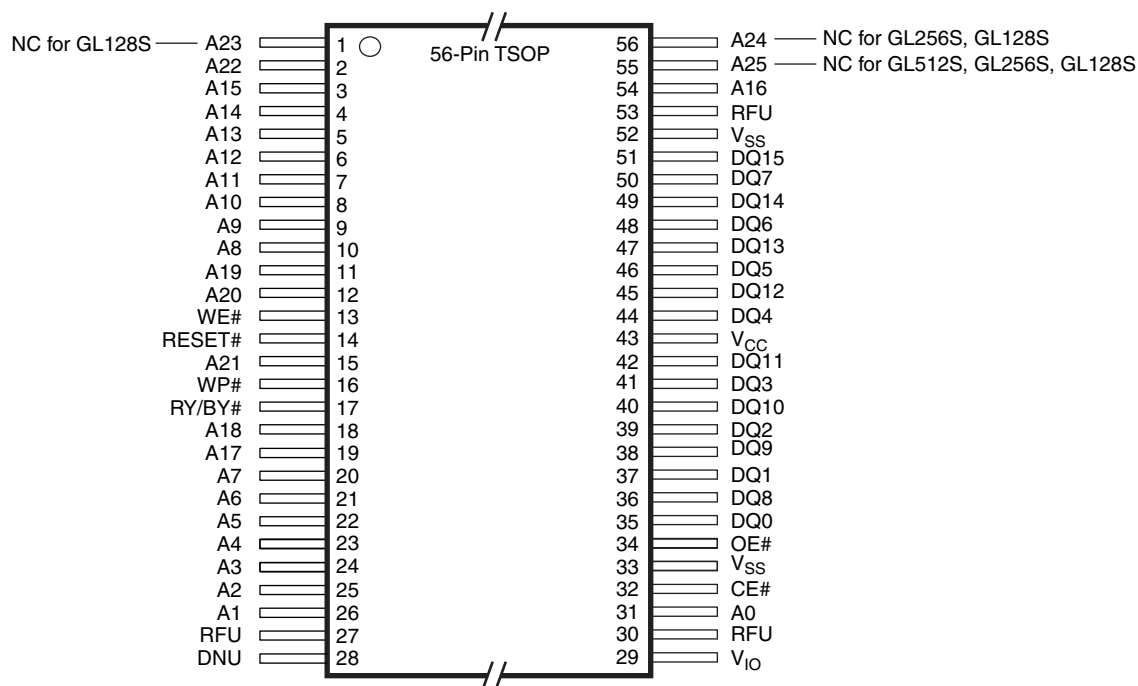 56-Pin TSOP
NC for GL128S A23 1 56 A24 NC for GL256S, GL128S
A22 2 55 A25 NC for GL512S, GL256S, GL128S
A15 3 54 A16
A14 4 53 RFU
A13 5 52 VSS
A12 6 51 DQ15
A11 7 50 DQ7
A10 8 49 DQ14
A9 9 48 DQ6
A8 10 47 DQ13
A19 11 46 DQ5
A20 12 45 DQ12
WE# 13 44 DQ4
RESET# 14 43 VCC
A21 15 42 DQ11
WP# 16 41 DQ3
RY/BY# 17 40 DQ10
A18 18 39 DQ2
A17 19 38 DQ9
A7 20 37 DQ1
A6 21 36 DQ8
A5 22 35 DQ0
A4 23 34 OE#
A3 24 33 VSS
A2 25 32 CE#
A1 26 31 A0
RFU 27 30 RFU
DNU 28 29 VIO